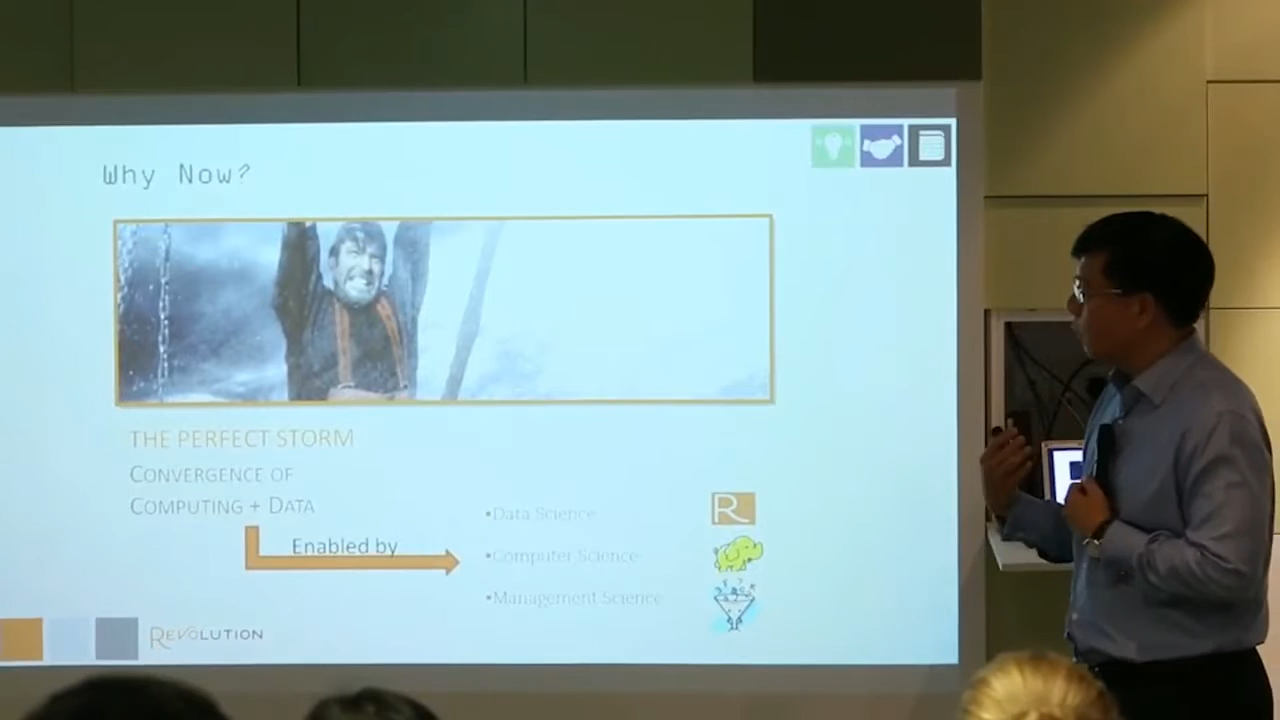 Why Now?
THE PERFECT STORM
CONVERGENCE OF
COMPUTING + DATA
Enabled by
•Data Science
•Computer Science
•Management Science
R
REVOLUTION